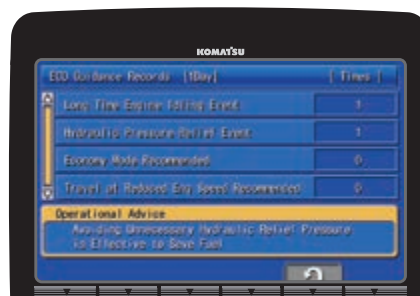 KOMATSU
ECO Guidance Records [1Day] [ Times ]
Long Time Engine Idling Event 1
Hydraulic Pressure Relief Event 1
Economy Mode Recommended 0
Travel at Reduced Eng Speed Recommended 0
Operational Advice
Avoiding Unnecessary Hydraulic Relief Pressure
is Effective to Save Fuel